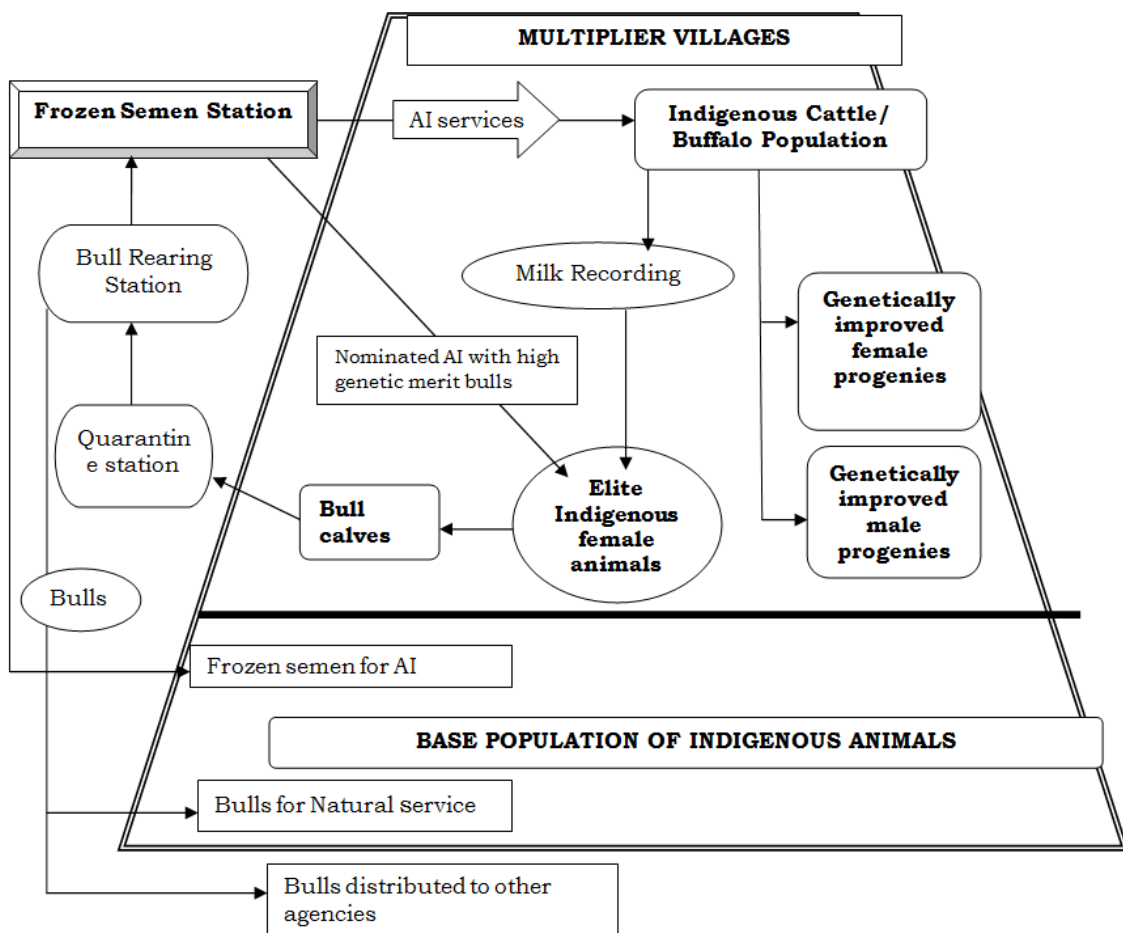 MULTIPLIER VILLAGES
Frozen Semen Station
AI services
Indigenous Cattle/
Buffalo Population
Bull Rearing
Station
Milk Recording
Genetically
improved
female
progenies
Nominated AI with high
genetic merit bulls
Quarantin
e station
Bull
calves
Elite
Indigenous
female
animals
Genetically
improved
male
progenies
Bulls
Frozen semen for AI
BASE POPULATION OF INDIGENOUS ANIMALS
Bulls for Natural service
Bulls distributed to other
agencies